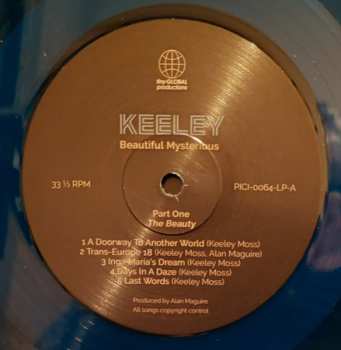 tiny GLOBAL
productions
KEELEY
Beautiful Mysterious
33 ⅓ RPM
PICI-0064-LP-A
Part One
The Beauty
1 A Doorway To Another World (Keeley Moss)
2 Trans-Europe 18 (Keeley Moss, Alan Maguire)
3 Inga-Maria's Dream (Keeley Moss)
4 Days In A Daze (Keeley Moss)
5 Last Words (Keeley Moss)
Produced by Alan Maguire
All songs copyright control